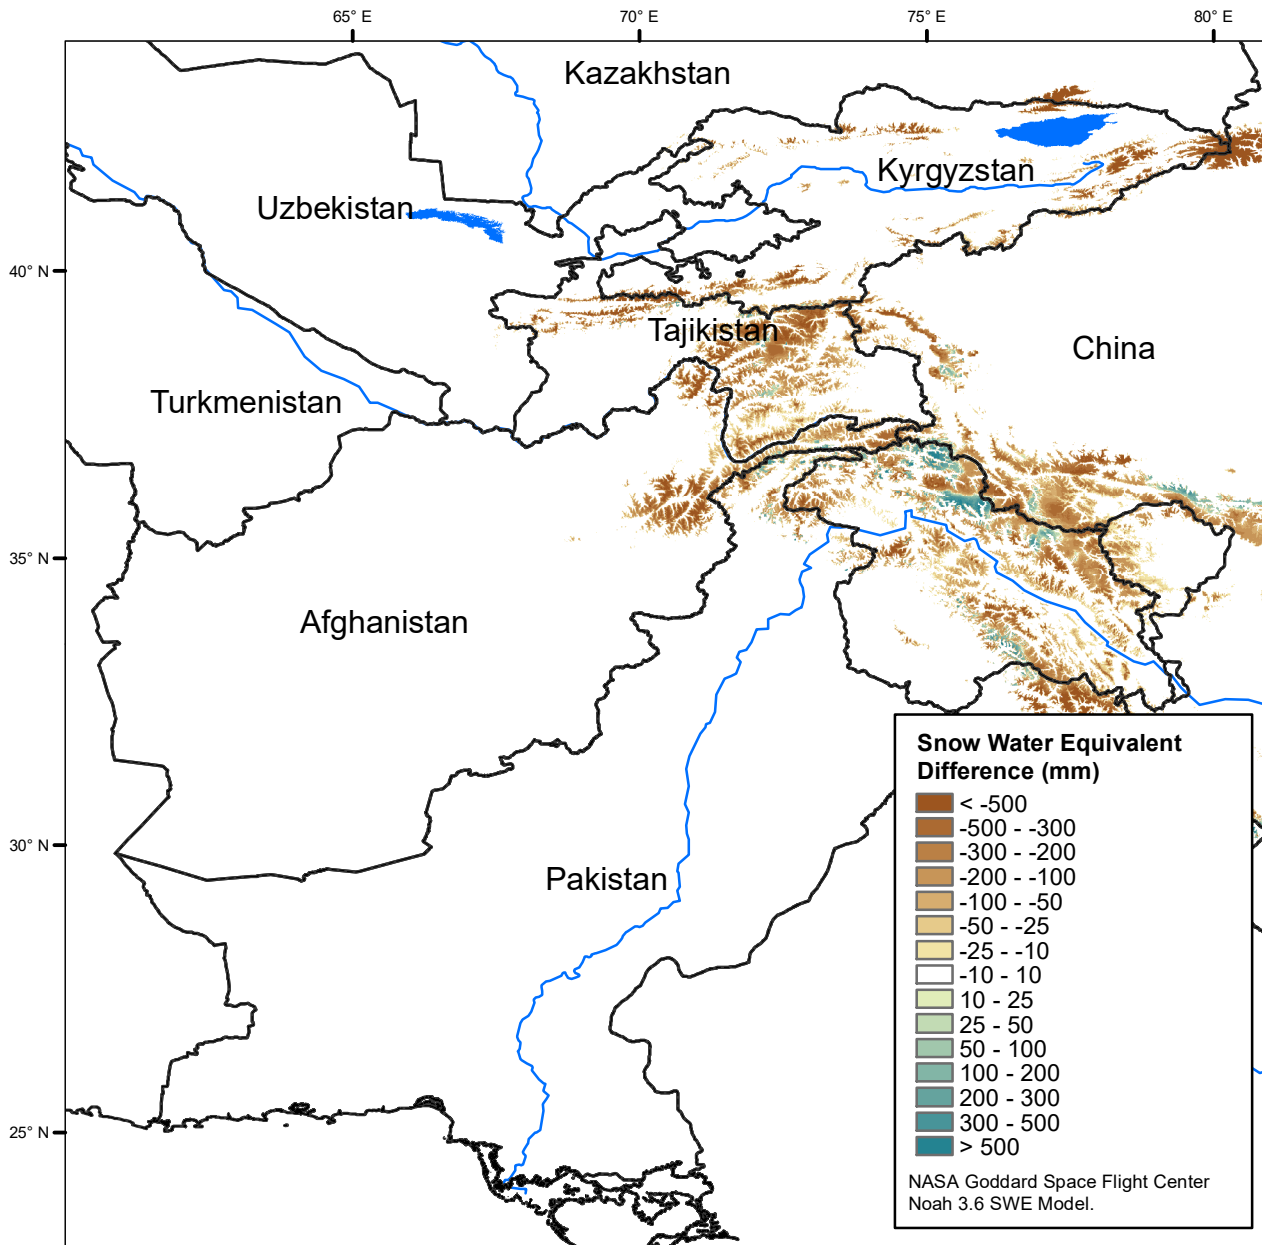 65° E
70° E
75° E
80° E
Kazakhstan
Kyrgyzstan
Uzbekistan
40° N
Tajikistan
China
Turkmenistan
35° N
Afghanistan
Snow Water Equivalent
Difference (mm)
< -500
-500 - -300
-300 - -200
-200 - -100
-100 - -50
-50 - -25
-25 - -10
-10 - 10
10 - 25
25 - 50
50 - 100
100 - 200
200 - 300
300 - 500
> 500
30° N
Pakistan
25° N
NASA Goddard Space Flight Center
Noah 3.6 SWE Model.